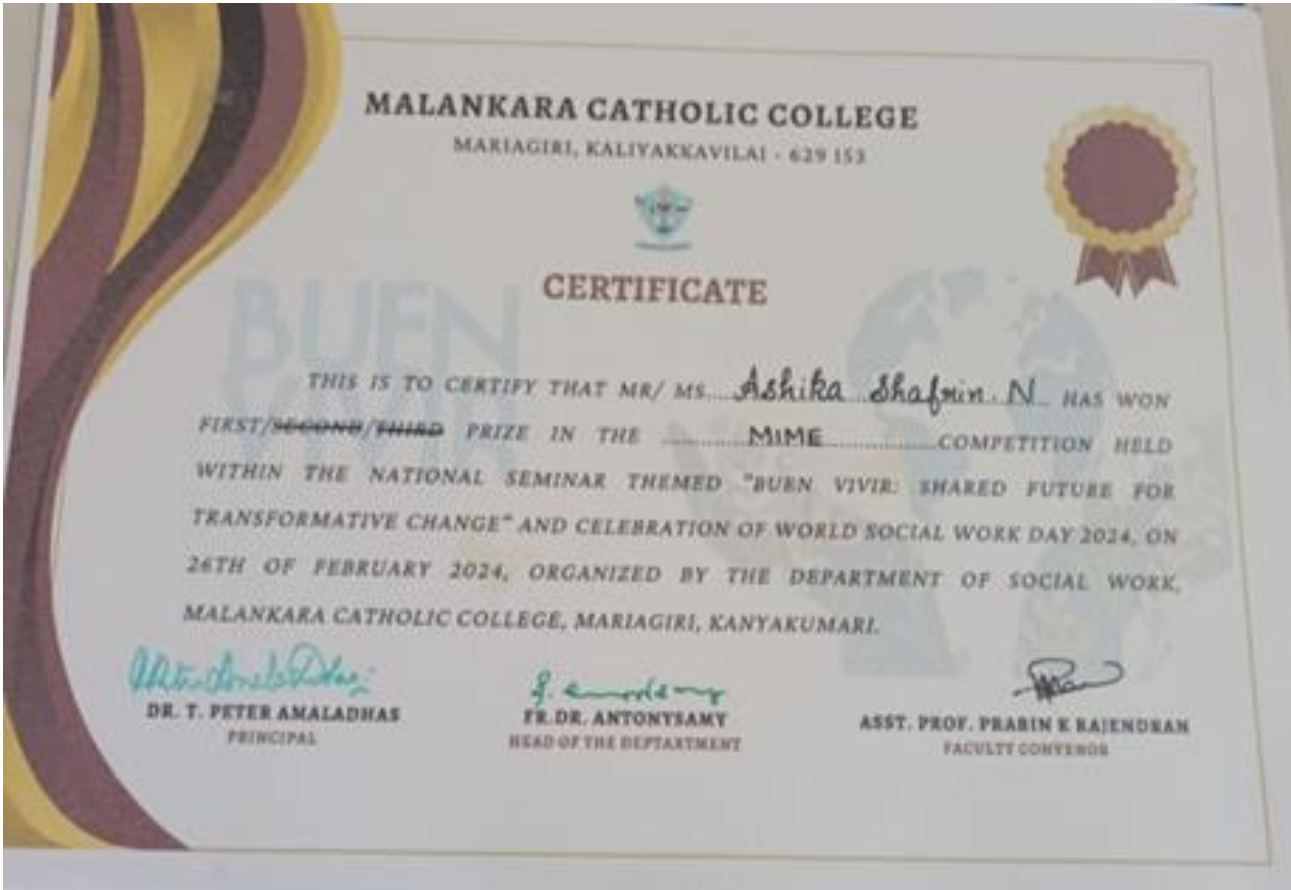 MALANKARA CATHOLIC COLLEGE
MARIAGIRI, KALIYAKKAVILAI - 629 153
CERTIFICATE
BUEN
VIVIR
THIS IS TO CERTIFY THAT MR/ MS....Ashika Shafrin. N... HAS WON
FIRST/SECOND/THIRD PRIZE IN THE ............MIME................COMPETITION HELD
WITHIN THE NATIONAL SEMINAR THEMED "BUEN VIVIR: SHARED FUTURE FOR
TRANSFORMATIVE CHANGE" AND CELEBRATION OF WORLD SOCIAL WORK DAY 2024, ON
26TH OF FEBRUARY 2024, ORGANIZED BY THE DEPARTMENT OF SOCIAL WORK,
MALANKARA CATHOLIC COLLEGE, MARIAGIRI, KANYAKUMARI.
DR. T. PETER AMALADHAS
PRINCIPAL
FR.DR. ANTONYSAMY
HEAD OF THE DEPTARTMENT
ASST. PROF. PRABIN K RAJENDRAN
FACULTY CONVENOR